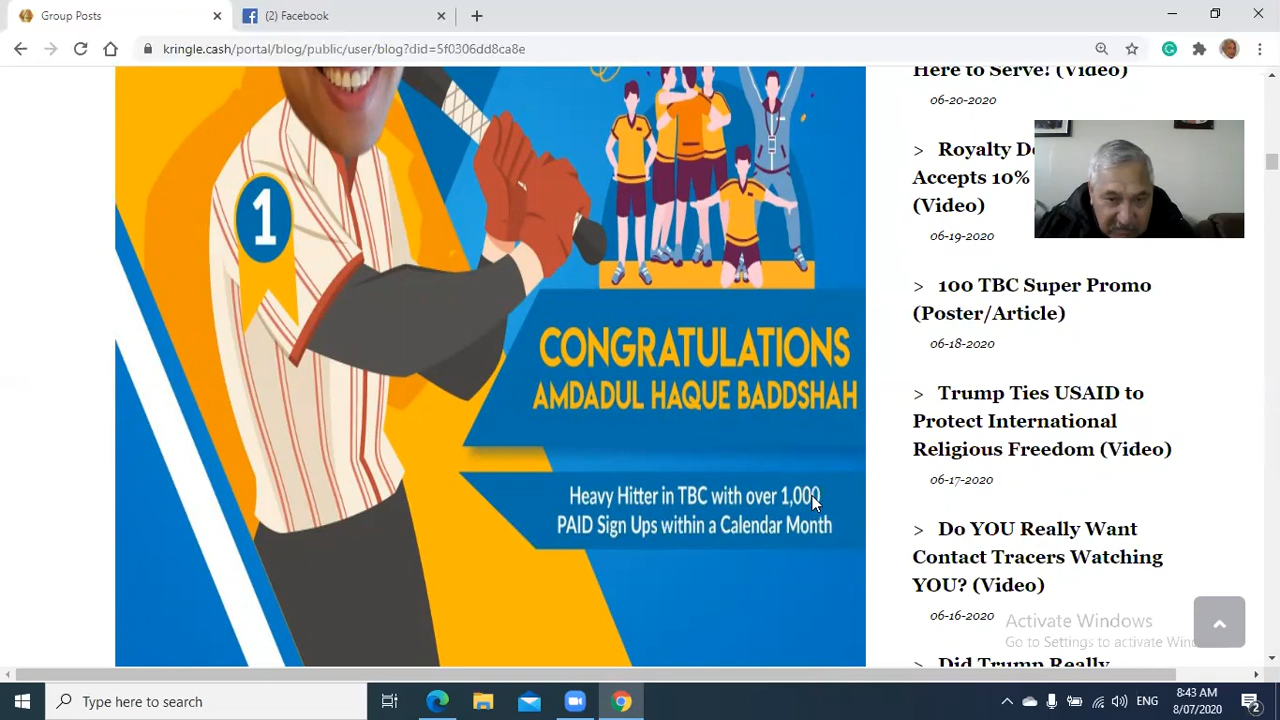 Group Posts
(2) Facebook
kringle.cash/portal/blog/public/user/blog?did=5f0306dd8ca8e
1
CONGRATULATIONS
AMDADUL HAQUE BADDSHAH
Heavy Hitter in TBC with over 1,000
PAID Sign Ups within a Calendar Month
Here to Serve! (Video)
06-20-2020
> Royalty
Accepts 10%
(Video)
06-19-2020
> 100 TBC Super Promo
(Poster/Article)
06-18-2020
> Trump Ties USAID to
Protect International
Religious Freedom (Video)
06-17-2020
> Do YOU Really Want
Contact Tracers Watching
YOU? (Video)
06-16-2020
Did Trump Really
Activate Windows
Go to Settings to activate
Type here to search
ENG
8:43 AM
8/07/2020
2